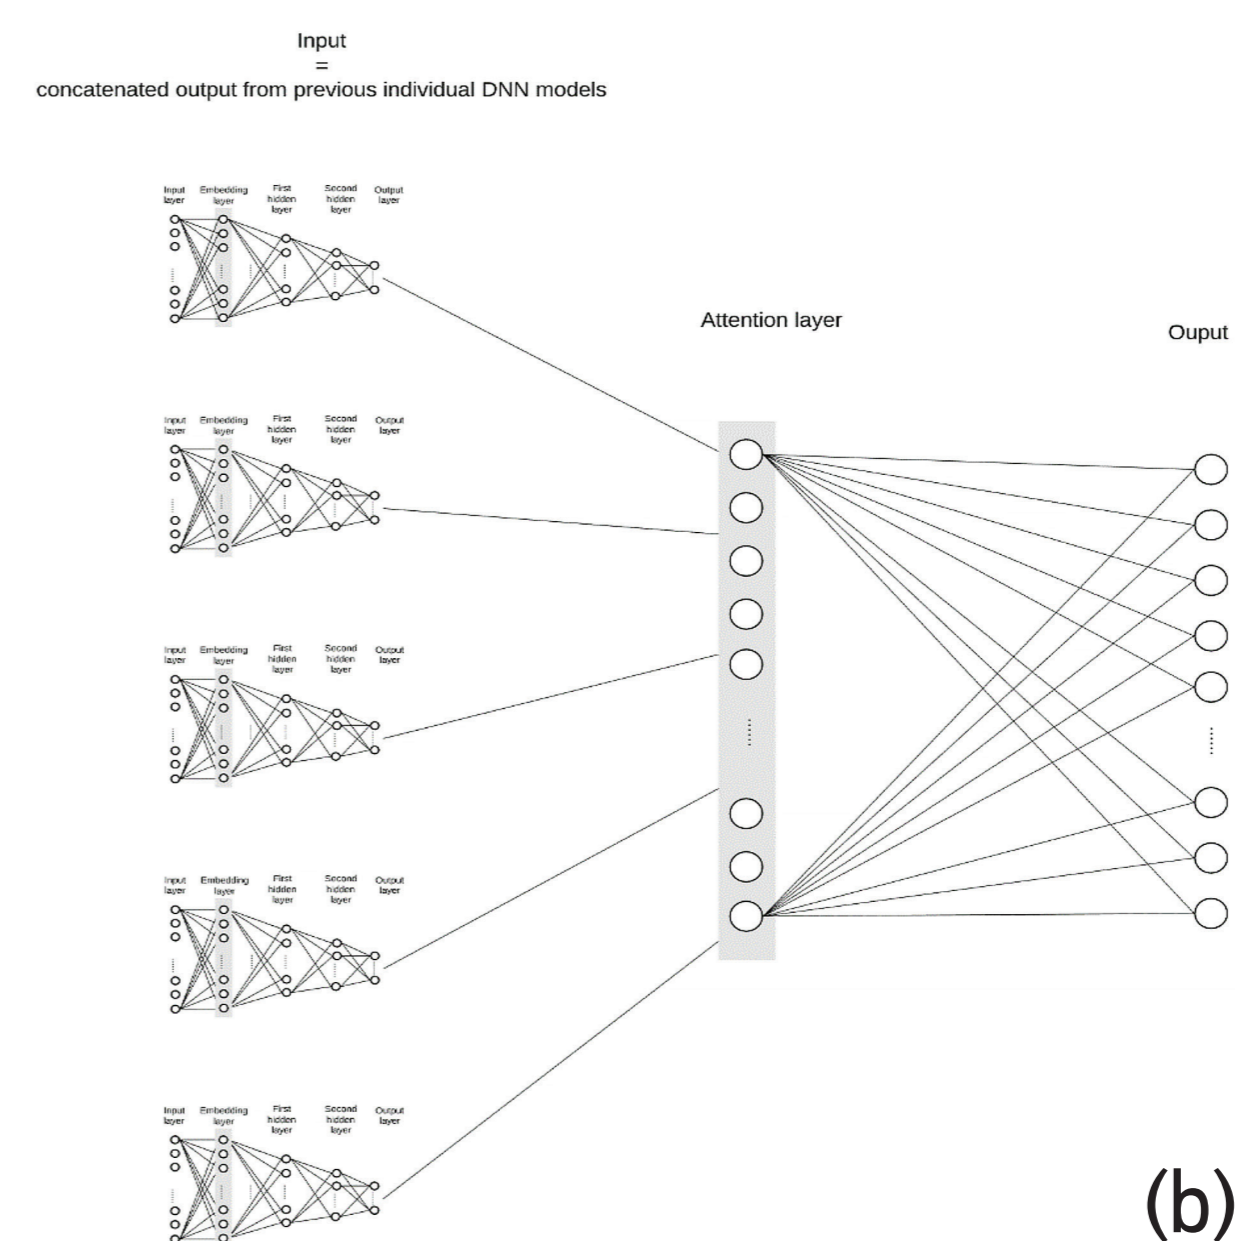 Input
=
concatenated output from previous individual DNN models
Input layer
Embedding layer
First hidden layer
Second hidden layer
Output layer
Input layer
Embedding layer
First hidden layer
Second hidden layer
Output layer
Input layer
Embedding layer
First hidden layer
Second hidden layer
Output layer
Input layer
Embedding layer
First hidden layer
Second hidden layer
Output layer
Input layer
Embedding layer
First hidden layer
Second hidden layer
Output layer
Attention layer
Ouput
(b)